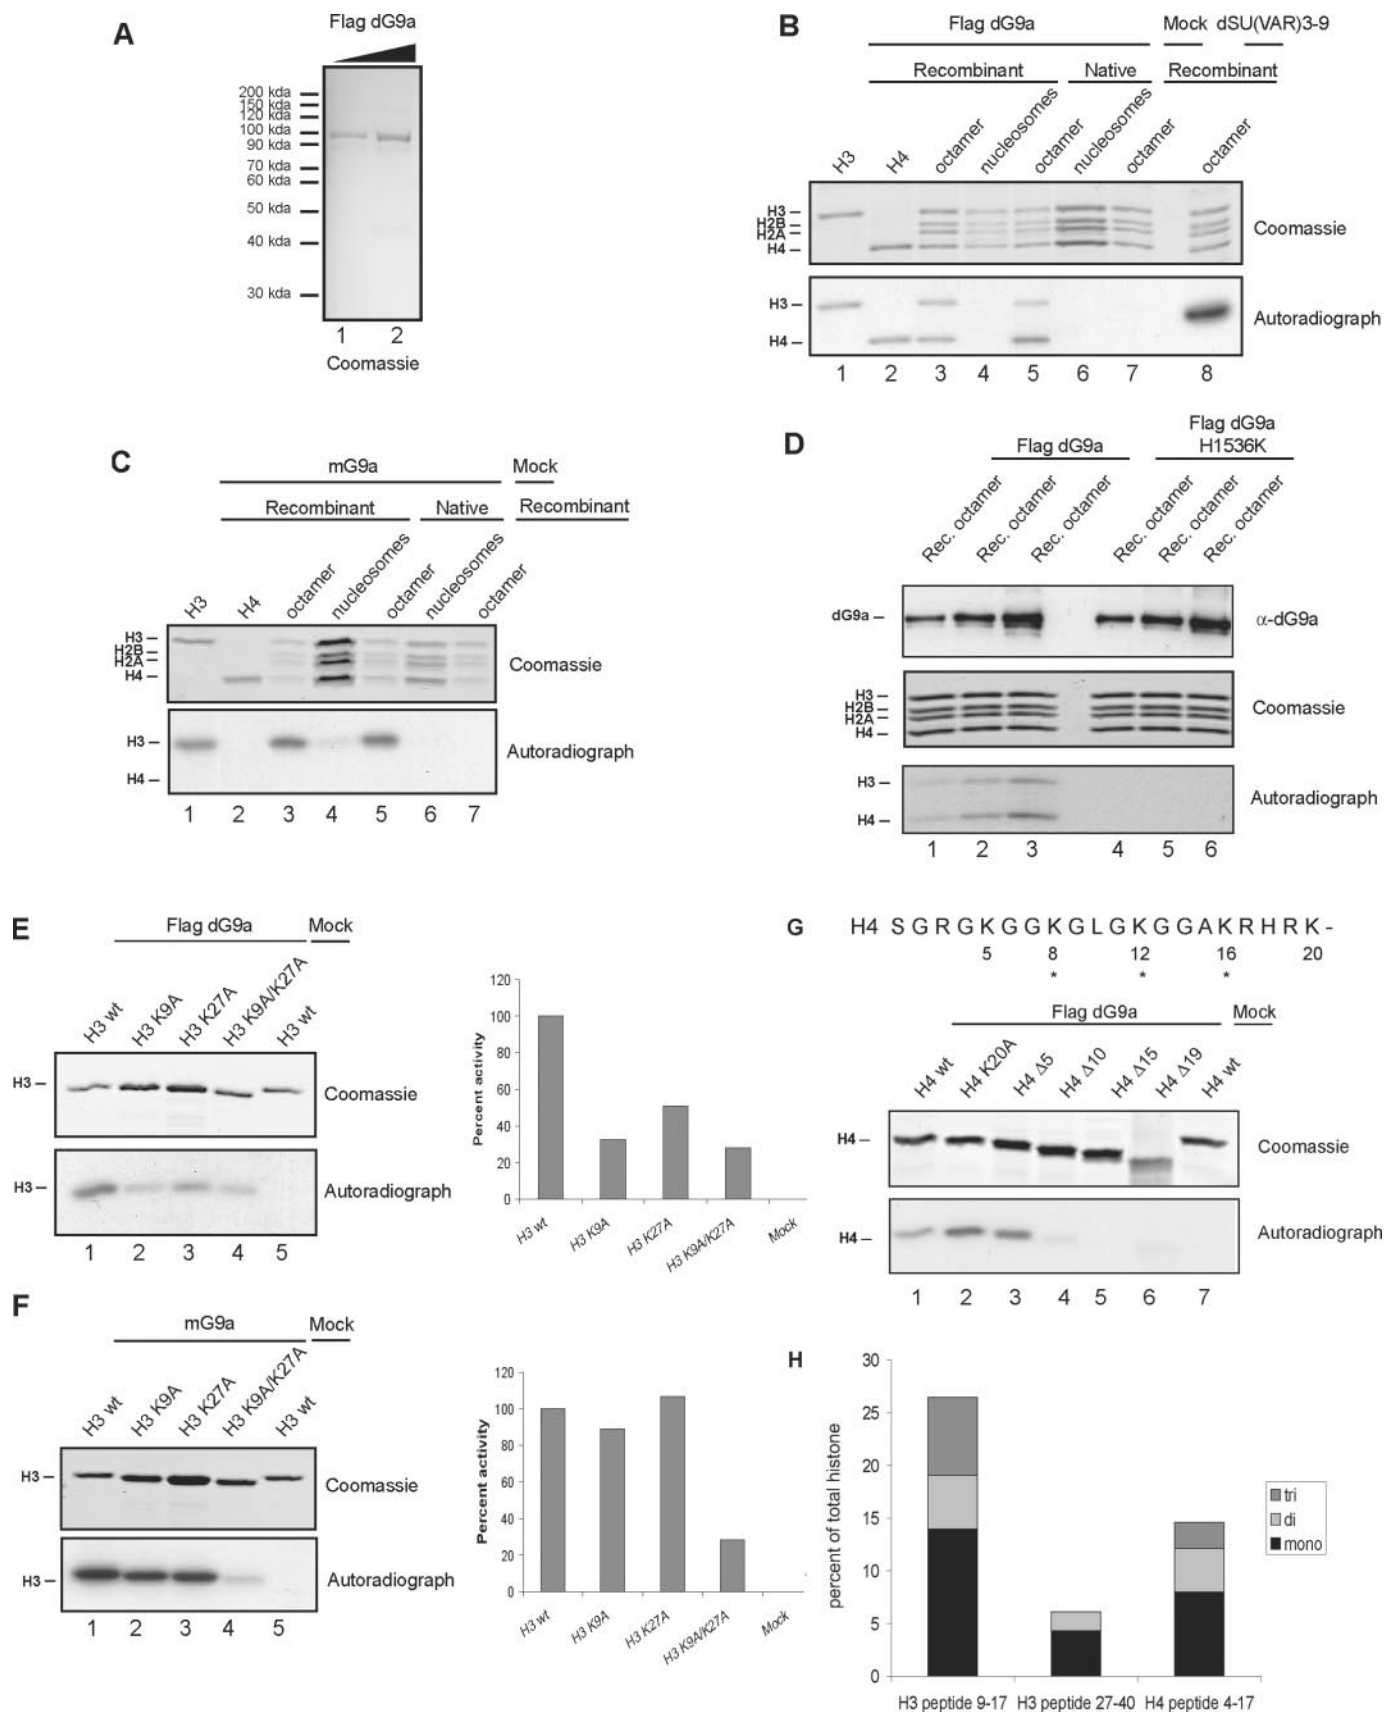 A
Flag dG9a
200 kda
150 kda
120 kda
100 kda
90 kda
70 kda
60 kda
50 kda
40 kda
30 kda
1 2
Coomassie
B
Flag dG9a Mock dSU(VAR)3-9
Recombinant Native Recombinant
H3 H4 octamer nucleosomes octamer nucleosomes octamer octamer
H3
H2B
H2A
H4
Coomassie
H3
H4
Autoradiograph
1 2 3 4 5 6 7 8
C
mG9a Mock
Recombinant Native Recombinant
H3 H4 octamer nucleosomes octamer nucleosomes octamer
H3
H2B
H2A
H4
Coomassie
H3
H4
Autoradiograph
1 2 3 4 5 6 7
D
Flag dG9a Flag dG9a
H1536K
Rec. octamer Rec. octamer Rec. octamer Rec. octamer Rec. octamer Rec. octamer
dG9a α-dG9a
H3
H2B
H2A
H4
Coomassie
H3
H4
Autoradiograph
1 2 3 4 5 6
E
Flag dG9a Mock
H3 wt H3 K9A H3 K27A H3 K9A/K27A H3 wt
H3 Coomassie
H3 Autoradiograph
1 2 3 4 5
Percent activity
120
100
80
60
40
20
0
H3 wt H3 K9A H3 K27A H3 K9A/K27A Mock
F
mG9a Mock
H3 wt H3 K9A H3 K27A H3 K9A/K27A H3 wt
H3 Coomassie
H3 Autoradiograph
1 2 3 4 5
Percent activity
120
100
80
60
40
20
0
H3 wt H3 K9A H3 K27A H3 K9A/K27A Mock
G
H4 S G R G K G G K G L G K G G A K R H R K -
5 8 12 16 20
* * *
Flag dG9a Mock
H4 wt H4 K20A H4 Δ5 H4 Δ10 H4 Δ15 H4 Δ19 H4 wt
H4 Coomassie
H4 Autoradiograph
1 2 3 4 5 6 7
H
percent of total histone
30
25
20
15
10
5
0
tri
di
mono
H3 peptide 9-17 H3 peptide 27-40 H4 peptide 4-17